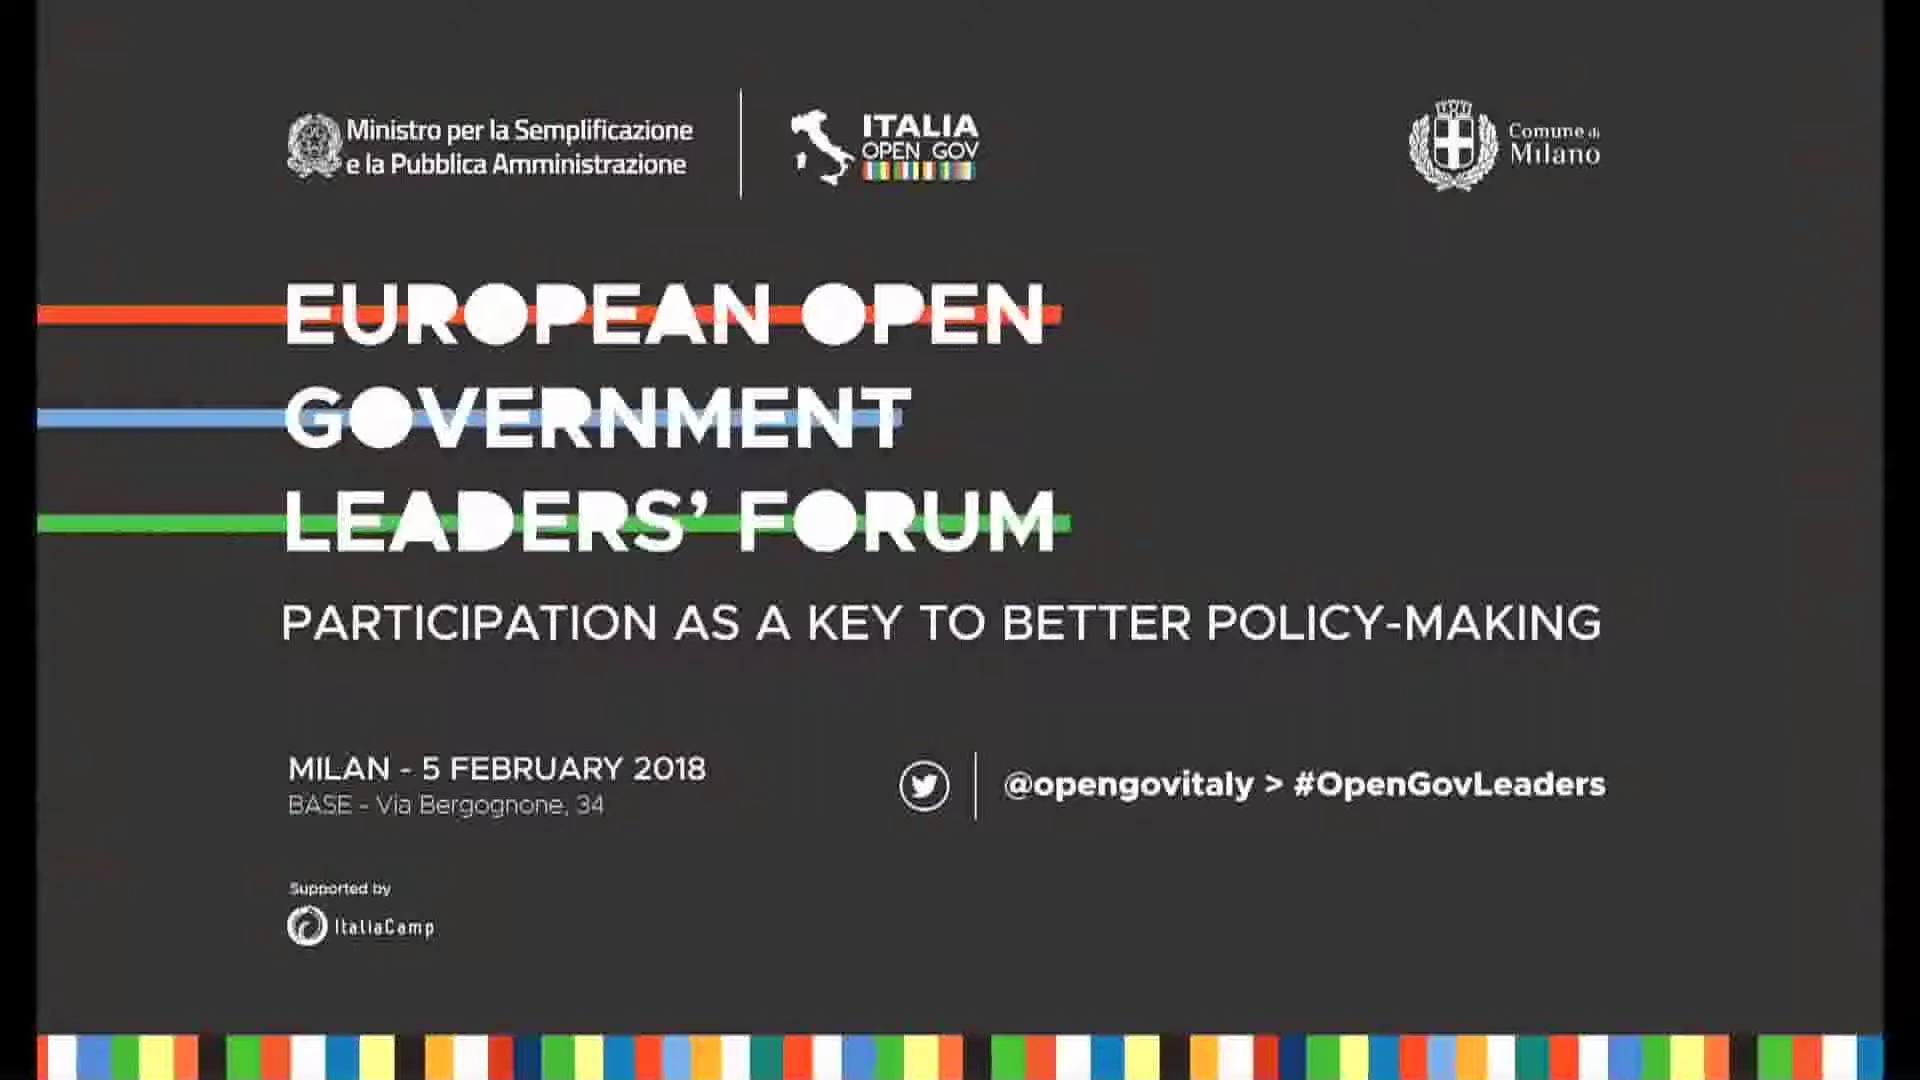 Ministro per la Semplificazione
e la Pubblica Amministrazione
ITALIA
OPEN GOV
Comune di
Milano
EUROPEAN OPEN
GOVERNMENT
LEADERS’ FORUM
PARTICIPATION AS A KEY TO BETTER POLICY-MAKING
MILAN - 5 FEBRUARY 2018
BASE - Via Bergognone, 34
@opengovitaly > #OpenGovLeaders
Supported by
ItaliaCamp